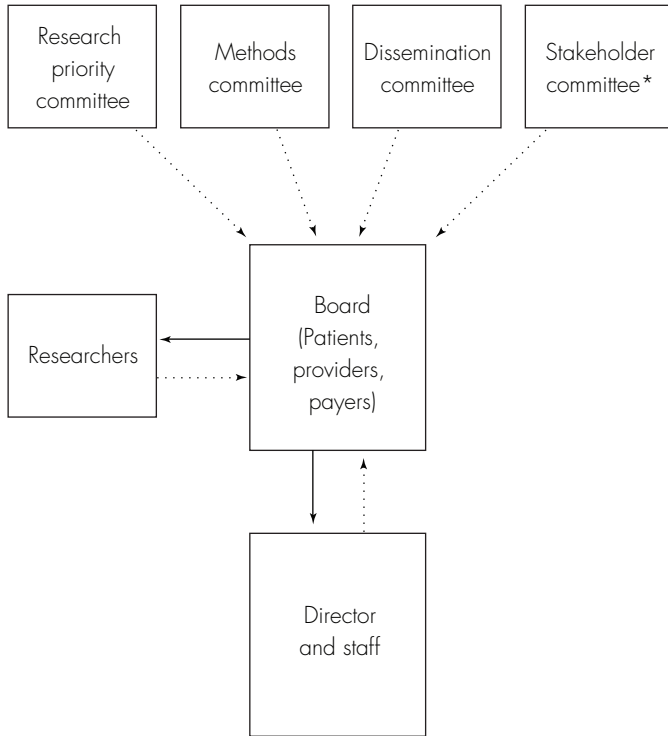 Research
priority
committee
Methods
committee
Dissemination
committee
Stakeholder
committee*
Board
(Patients,
providers,
payers)
Researchers
Director
and staff